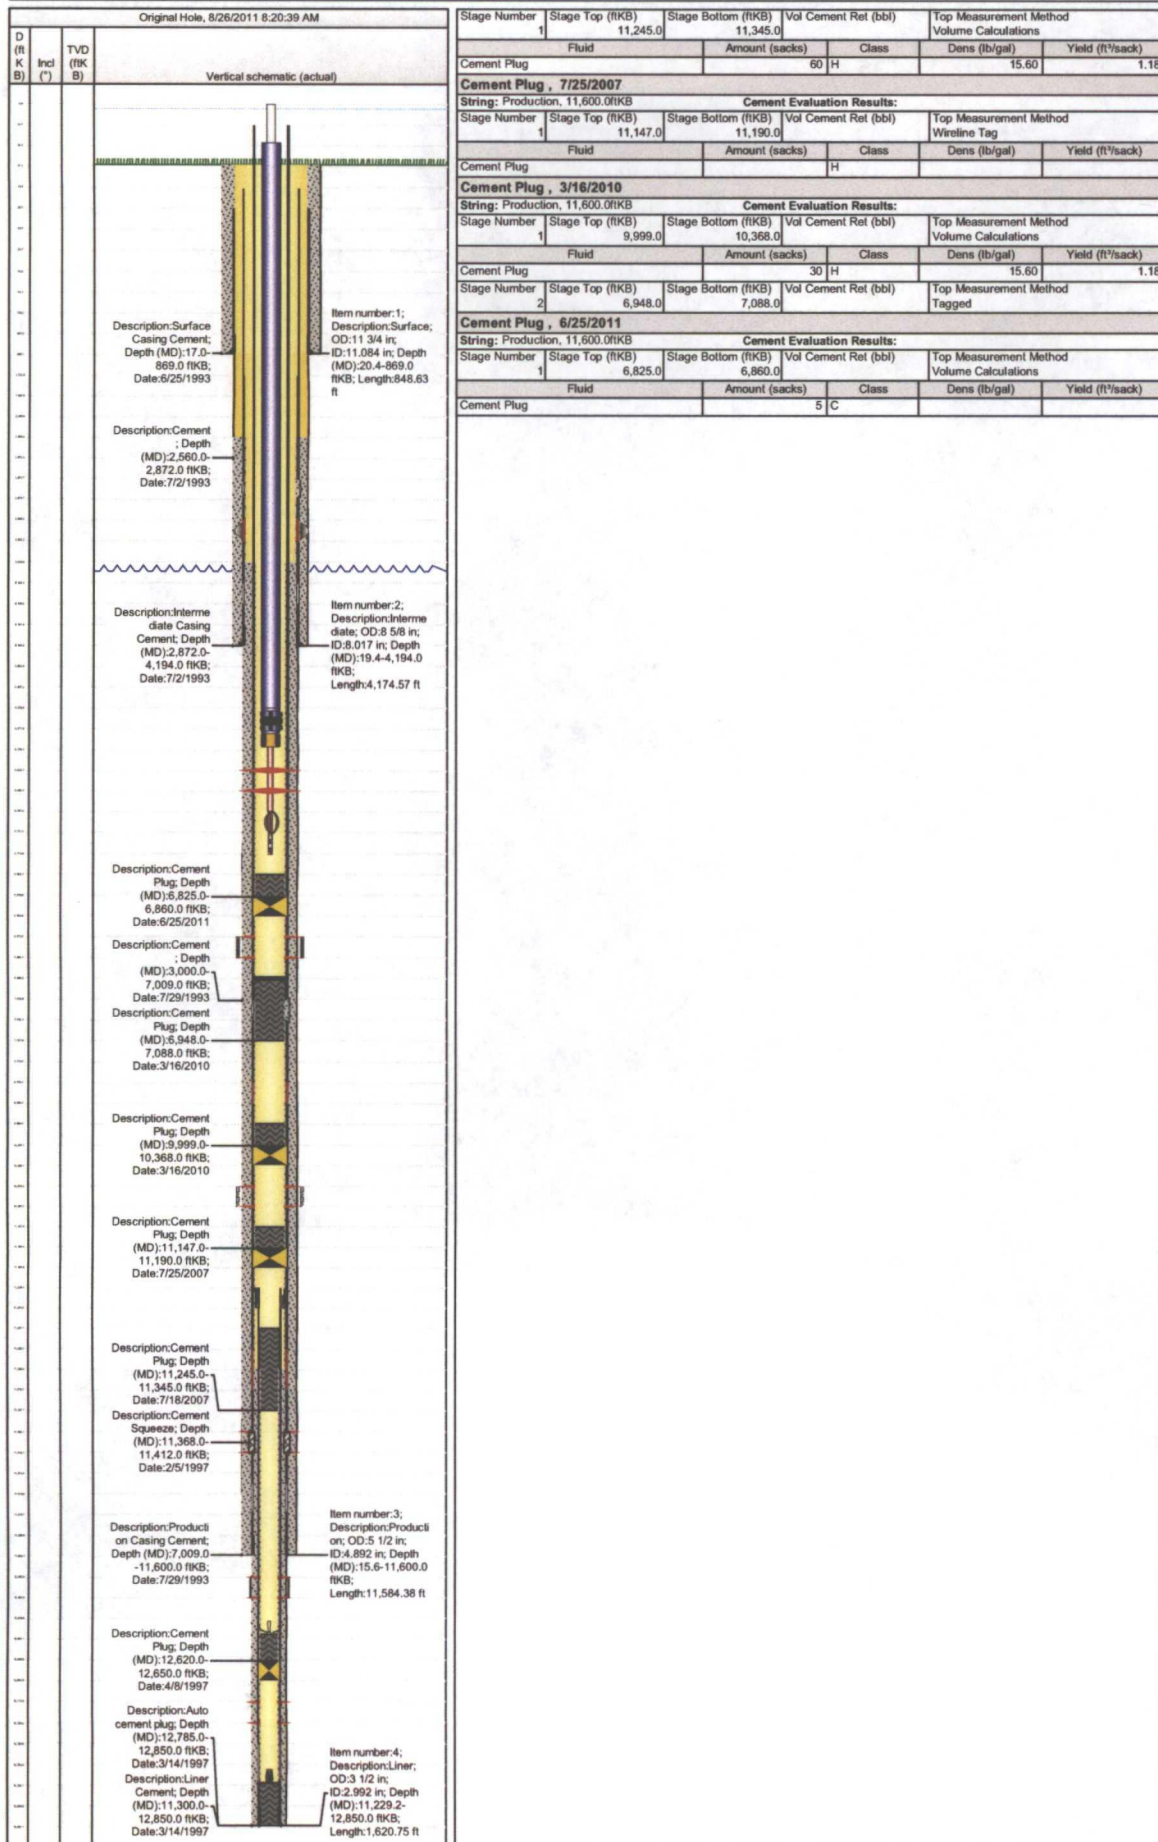 Original Hole, 8/26/2011 8:20:39 AM
D
(ft
K
B)
Incl
(°)
TVD
(ftK
B)
Vertical schematic (actual)
Description:Surface
Casing Cement;
Depth (MD):17.0-
869.0 ftKB;
Date:6/25/1993
Item number:1;
Description:Surface;
OD:11 3/4 in;
ID:11.084 in; Depth
(MD):20.4-869.0
ftKB; Length:848.63
ft
Description:Cement
; Depth
(MD):2,560.0-
2,872.0 ftKB;
Date:7/2/1993
Description:Interme
diate Casing
Cement; Depth
(MD):2,872.0-
4,194.0 ftKB;
Date:7/2/1993
Item number:2;
Description:Interme
diate; OD:8 5/8 in;
ID:8.017 in; Depth
(MD):19.4-4,194.0
ftKB;
Length:4,174.57 ft
Description:Cement
Plug; Depth
(MD):6,825.0-
6,860.0 ftKB;
Date:6/25/2011
Description:Cement
; Depth
(MD):3,000.0-
7,009.0 ftKB;
Date:7/29/1993
Description:Cement
Plug; Depth
(MD):6,948.0-
7,088.0 ftKB;
Date:3/16/2010
Description:Cement
Plug; Depth
(MD):9,999.0-
10,368.0 ftKB;
Date:3/16/2010
Description:Cement
Plug; Depth
(MD):11,147.0-
11,190.0 ftKB;
Date:7/25/2007
Description:Cement
Plug; Depth
(MD):11,245.0-
11,345.0 ftKB;
Date:7/18/2007
Description:Cement
Squeeze; Depth
(MD):11,368.0-
11,412.0 ftKB;
Date:2/5/1997
Description:Producti
on Casing Cement;
Depth (MD):7,009.0
-11,600.0 ftKB;
Date:7/29/1993
Item number:3;
Description:Producti
on; OD:5 1/2 in;
ID:4.892 in; Depth
(MD):15.6-11,600.0
ftKB;
Length:11,584.38 ft
Description:Cement
Plug; Depth
(MD):12,620.0-
12,650.0 ftKB;
Date:4/8/1997
Description:Auto
cement plug; Depth
(MD):12,785.0-
12,850.0 ftKB;
Date:3/14/1997
Description:Liner
Cement; Depth
(MD):11,300.0-
12,850.0 ftKB;
Date:3/14/1997
Item number:4;
Description:Liner;
OD:3 1/2 in;
ID:2.992 in; Depth
(MD):11,229.2-
12,850.0 ftKB;
Length:1,620.75 ft
Stage Number Stage Top (ftKB) Stage Bottom (ftKB) Vol Cement Ret (bbl) Top Measurement Method
1 11,245.0 11,345.0 Volume Calculations
Fluid Amount (sacks) Class Dens (lb/gal) Yield (ft³/sack)
Cement Plug 60 H 15.60 1.18
Cement Plug , 7/25/2007
String: Production, 11,600.0ftKB Cement Evaluation Results:
Stage Number Stage Top (ftKB) Stage Bottom (ftKB) Vol Cement Ret (bbl) Top Measurement Method
1 11,147.0 11,190.0 Wireline Tag
Fluid Amount (sacks) Class Dens (lb/gal) Yield (ft³/sack)
Cement Plug H
Cement Plug , 3/16/2010
String: Production, 11,600.0ftKB Cement Evaluation Results:
Stage Number Stage Top (ftKB) Stage Bottom (ftKB) Vol Cement Ret (bbl) Top Measurement Method
1 9,999.0 10,368.0 Volume Calculations
Fluid Amount (sacks) Class Dens (lb/gal) Yield (ft³/sack)
Cement Plug 30 H 15.60 1.18
Stage Number Stage Top (ftKB) Stage Bottom (ftKB) Vol Cement Ret (bbl) Top Measurement Method
2 6,948.0 7,088.0 Tagged
Cement Plug , 6/25/2011
String: Production, 11,600.0ftKB Cement Evaluation Results:
Stage Number Stage Top (ftKB) Stage Bottom (ftKB) Vol Cement Ret (bbl) Top Measurement Method
1 6,825.0 6,860.0 Volume Calculations
Fluid Amount (sacks) Class Dens (lb/gal) Yield (ft³/sack)
Cement Plug 5 C